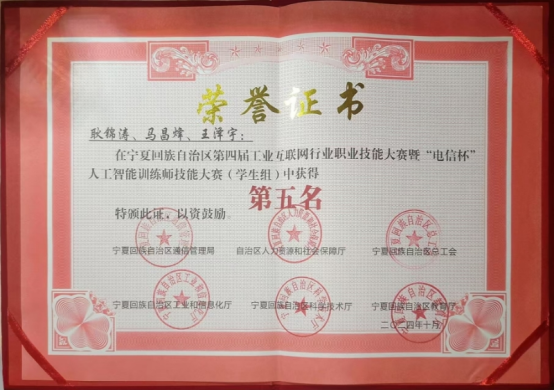 荣誉证书
耿锦涛、马昌烽、王泽宇：
在宁夏回族自治区第四届工业互联网行业职业技能大赛暨“电信杯”
人工智能训练师技能大赛（学生组）中获得
第五名
特颁此证，以资鼓励。
宁夏回族自治区通信管理局 自治区人力资源和社会保障厅 宁夏回族自治区总工会
宁夏回族自治区工业和信息化厅 宁夏回族自治区科学技术厅 宁夏回族自治区教育厅
二〇二四年十月